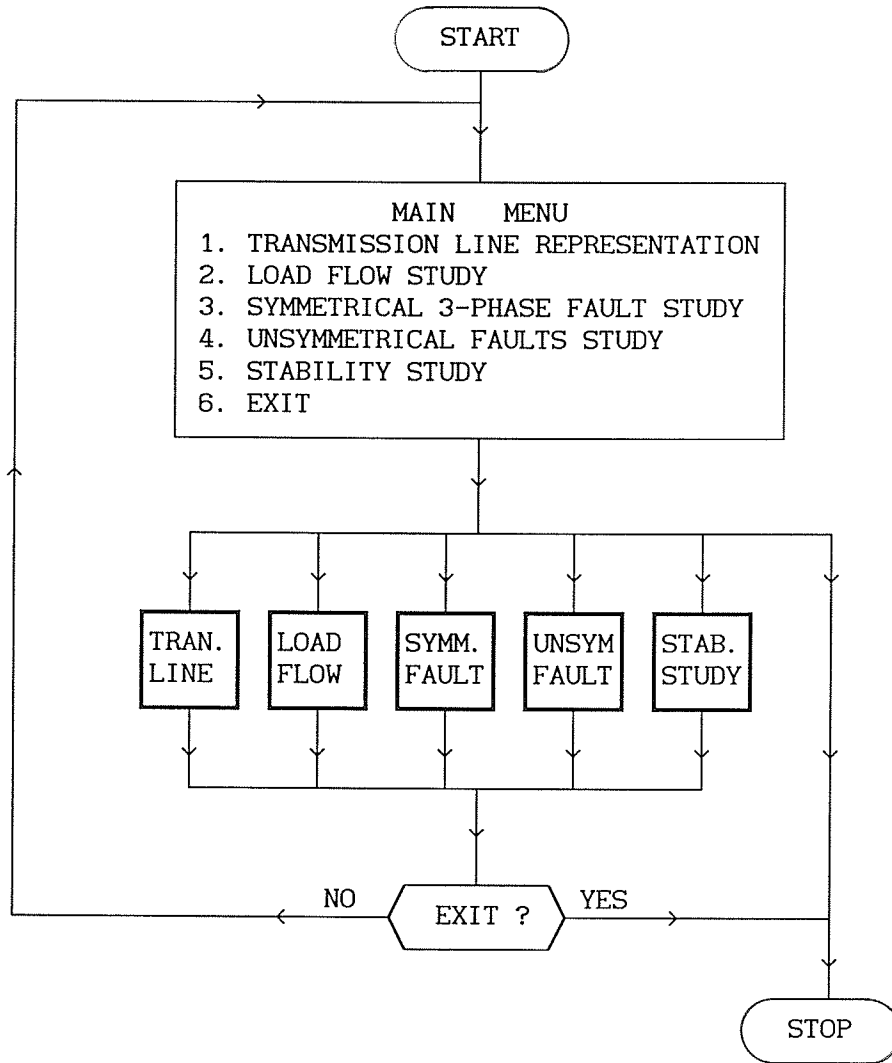 START
MAIN MENU
1. TRANSMISSION LINE REPRESENTATION
2. LOAD FLOW STUDY
3. SYMMETRICAL 3-PHASE FAULT STUDY
4. UNSYMMETRICAL FAULTS STUDY
5. STABILITY STUDY
6. EXIT
TRAN.
LINE
LOAD
FLOW
SYMM.
FAULT
UNSYM
FAULT
STAB.
STUDY
NO
EXIT ?
YES
STOP